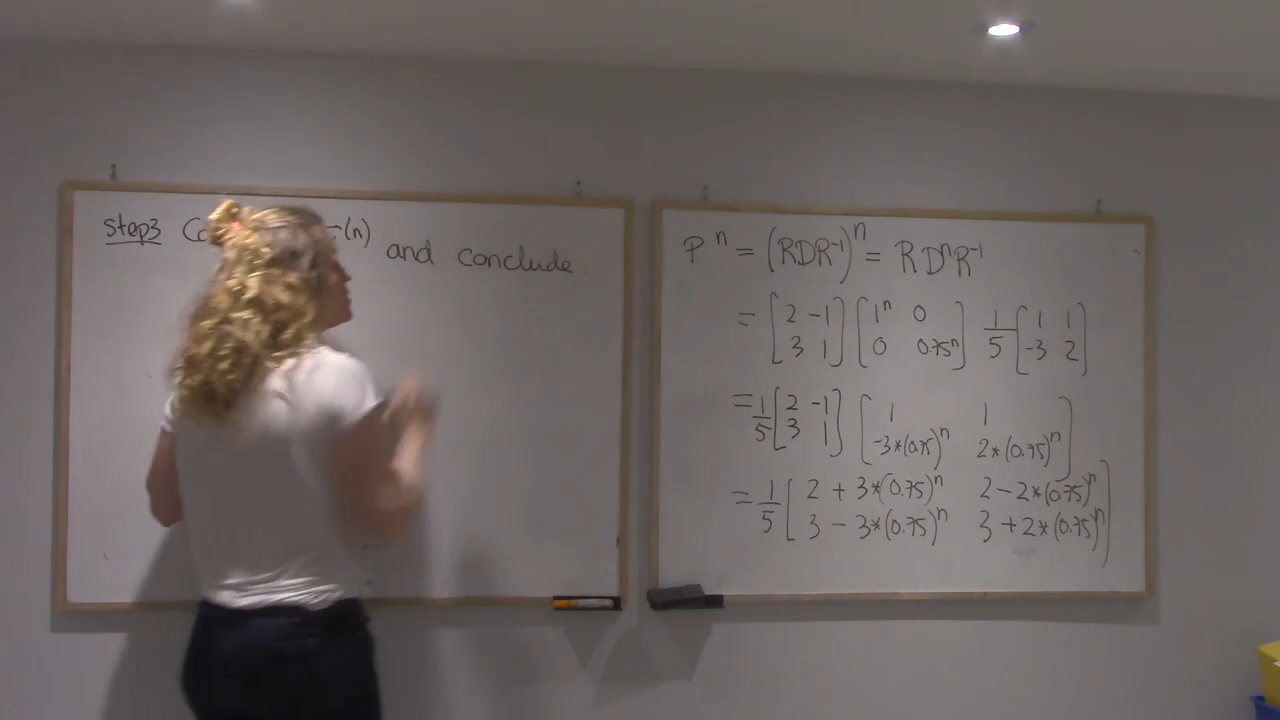 step3 (n)
and conclude
P^n = (RDR^-1)^n = RD^nR^-1
= [2 -1; 3 1] [1^n 0; 0 0.75^n] 1/5 [1 1; -3 2]
= 1/5 [2 -1; 3 1] [1 1; -3*(0.75)^n 2*(0.75)^n]
= 1/5 [2 + 3*(0.75)^n 2 - 2*(0.75)^n; 3 - 3*(0.75)^n 3 + 2*(0.75)^n]